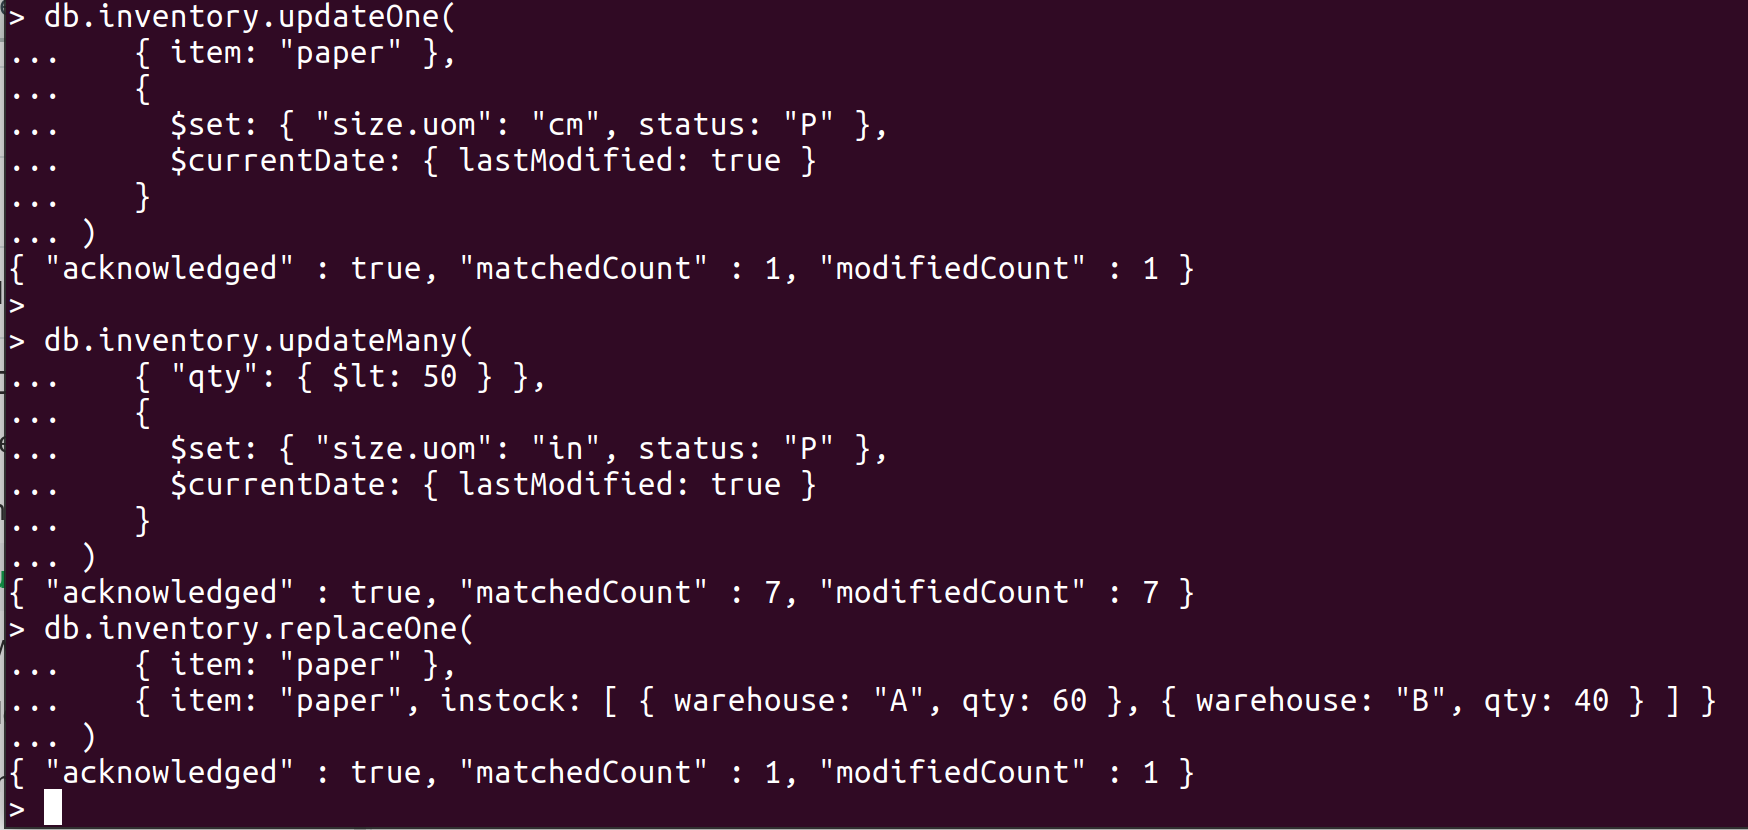 > db.inventory.updateOne(
...    { item: "paper" },
...    {
...      $set: { "size.uom": "cm", status: "P" },
...      $currentDate: { lastModified: true }
...    }
... )
{ "acknowledged" : true, "matchedCount" : 1, "modifiedCount" : 1 }
>
> db.inventory.updateMany(
...    { "qty": { $lt: 50 } },
...    {
...      $set: { "size.uom": "in", status: "P" },
...      $currentDate: { lastModified: true }
...    }
... )
{ "acknowledged" : true, "matchedCount" : 7, "modifiedCount" : 7 }
> db.inventory.replaceOne(
...    { item: "paper" },
...    { item: "paper", instock: [ { warehouse: "A", qty: 60 }, { warehouse: "B", qty: 40 } ] }
... )
{ "acknowledged" : true, "matchedCount" : 1, "modifiedCount" : 1 }
>